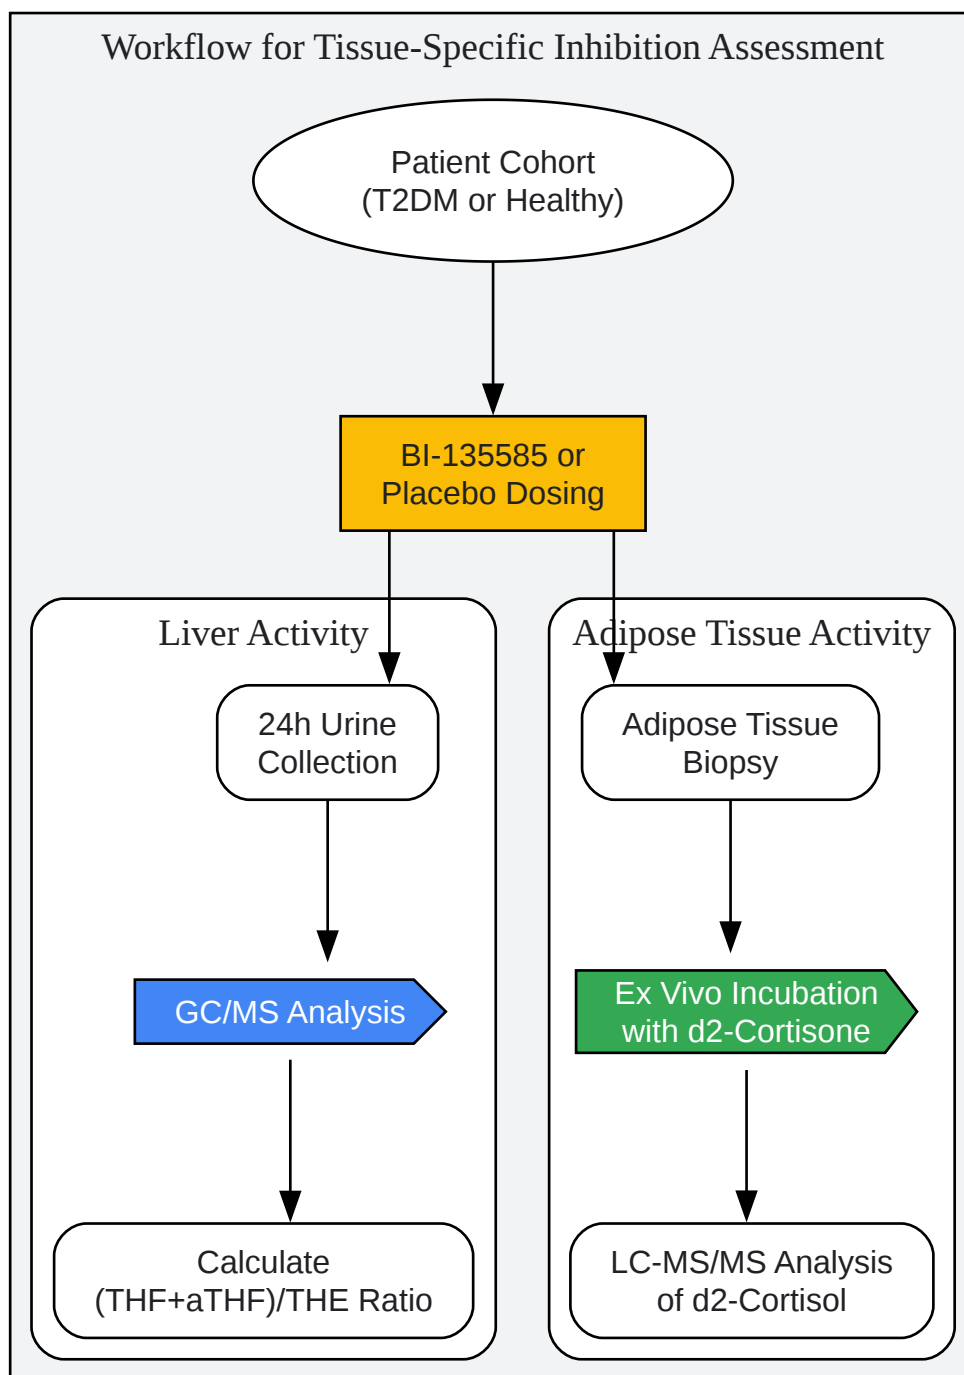 Workflow for Tissue-Specific Inhibition Assessment
Patient Cohort
(T2DM or Healthy)
BI-135585 or
Placebo Dosing
Liver Activity
24h Urine
Collection
GC/MS Analysis
Calculate
(THF+aTHF)/THE Ratio
Adipose Tissue Activity
Adipose Tissue
Biopsy
Ex Vivo Incubation
with d2-Cortisone
LC-MS/MS Analysis
of d2-Cortisol